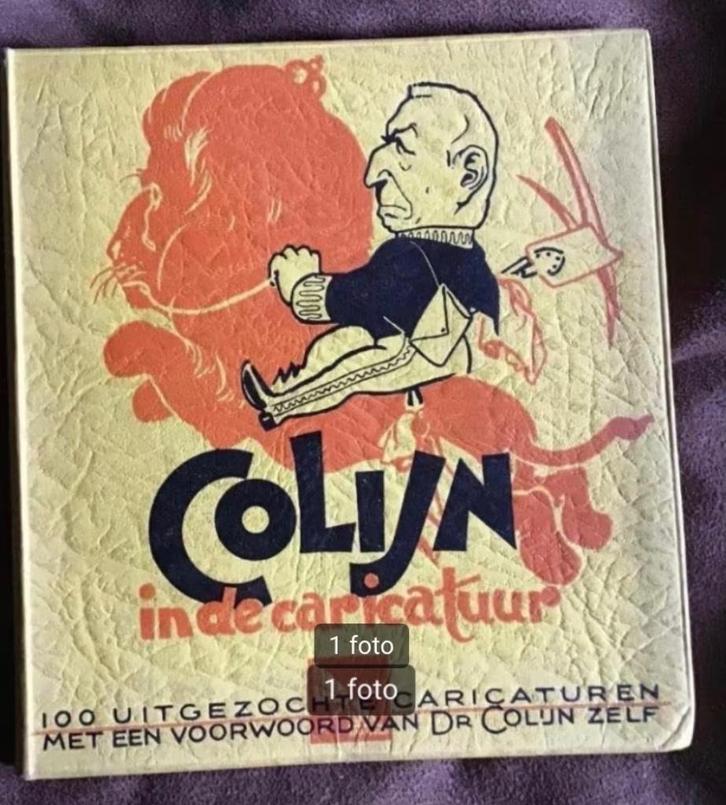 COLIJN
in de caricatuur
1 foto
1 foto
100 UITGEZOCHTE CARICATUREN
MET EEN VOORWOORD VAN DR COLIJN ZELF